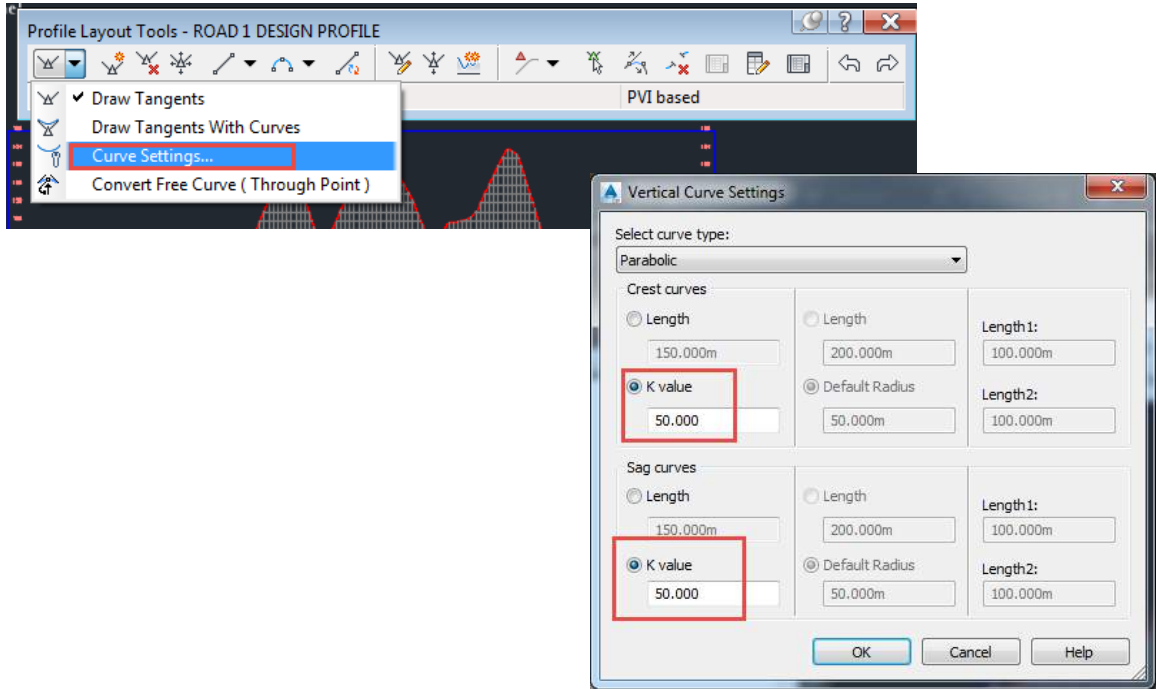 Profile Layout Tools - ROAD 1 DESIGN PROFILE
PVI based
Draw Tangents
Draw Tangents With Curves
Curve Settings...
Convert Free Curve ( Through Point )
Vertical Curve Settings
Select curve type:
Parabolic
Crest curves
Length
Length
Length1:
150.000m
200.000m
100.000m
K value
Default Radius
Length2:
50.000
50.000m
100.000m
Sag curves
Length
Length
Length1:
150.000m
200.000m
100.000m
K value
Default Radius
Length2:
50.000
50.000m
100.000m
OK
Cancel
Help